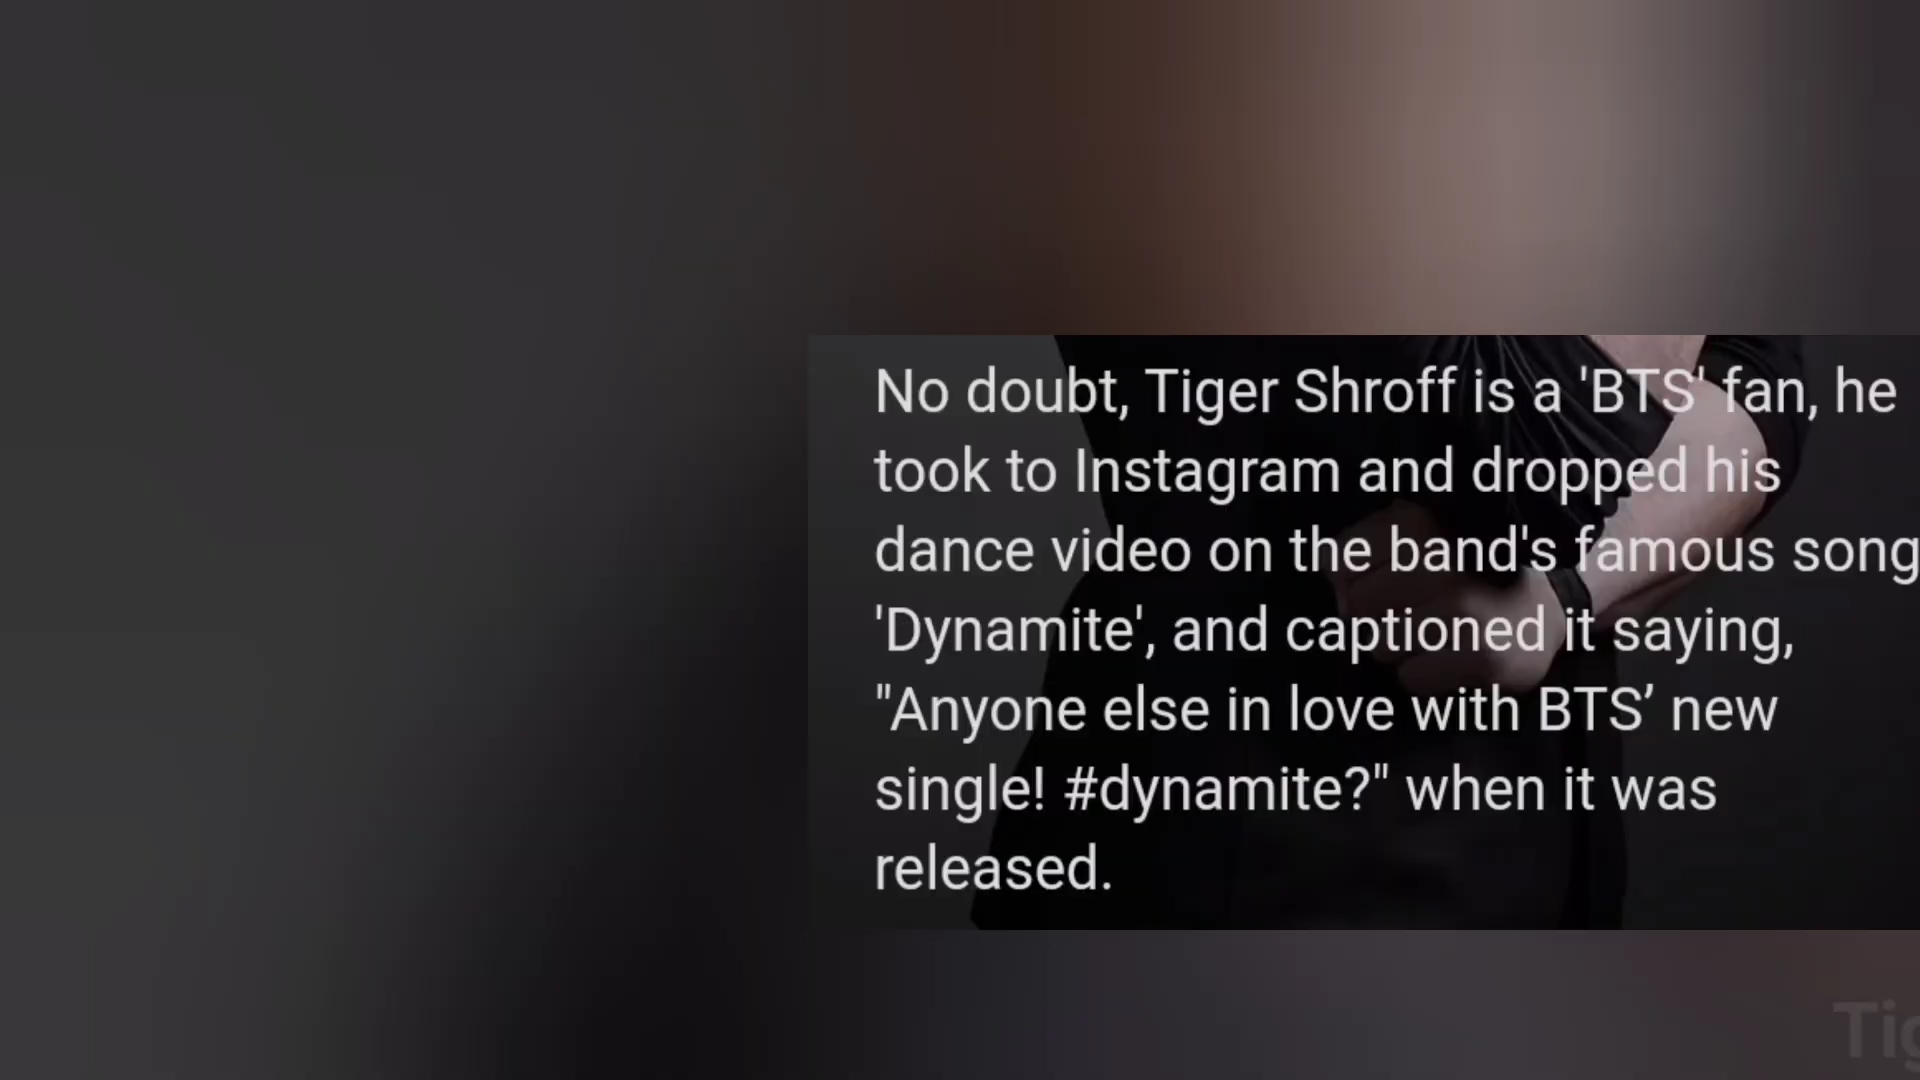 No doubt, Tiger Shroff is a 'BTS' fan, he
took to Instagram and dropped his
dance video on the band's famous song
'Dynamite', and captioned it saying,
"Anyone else in love with BTS’ new
single! #dynamite?" when it was
released.